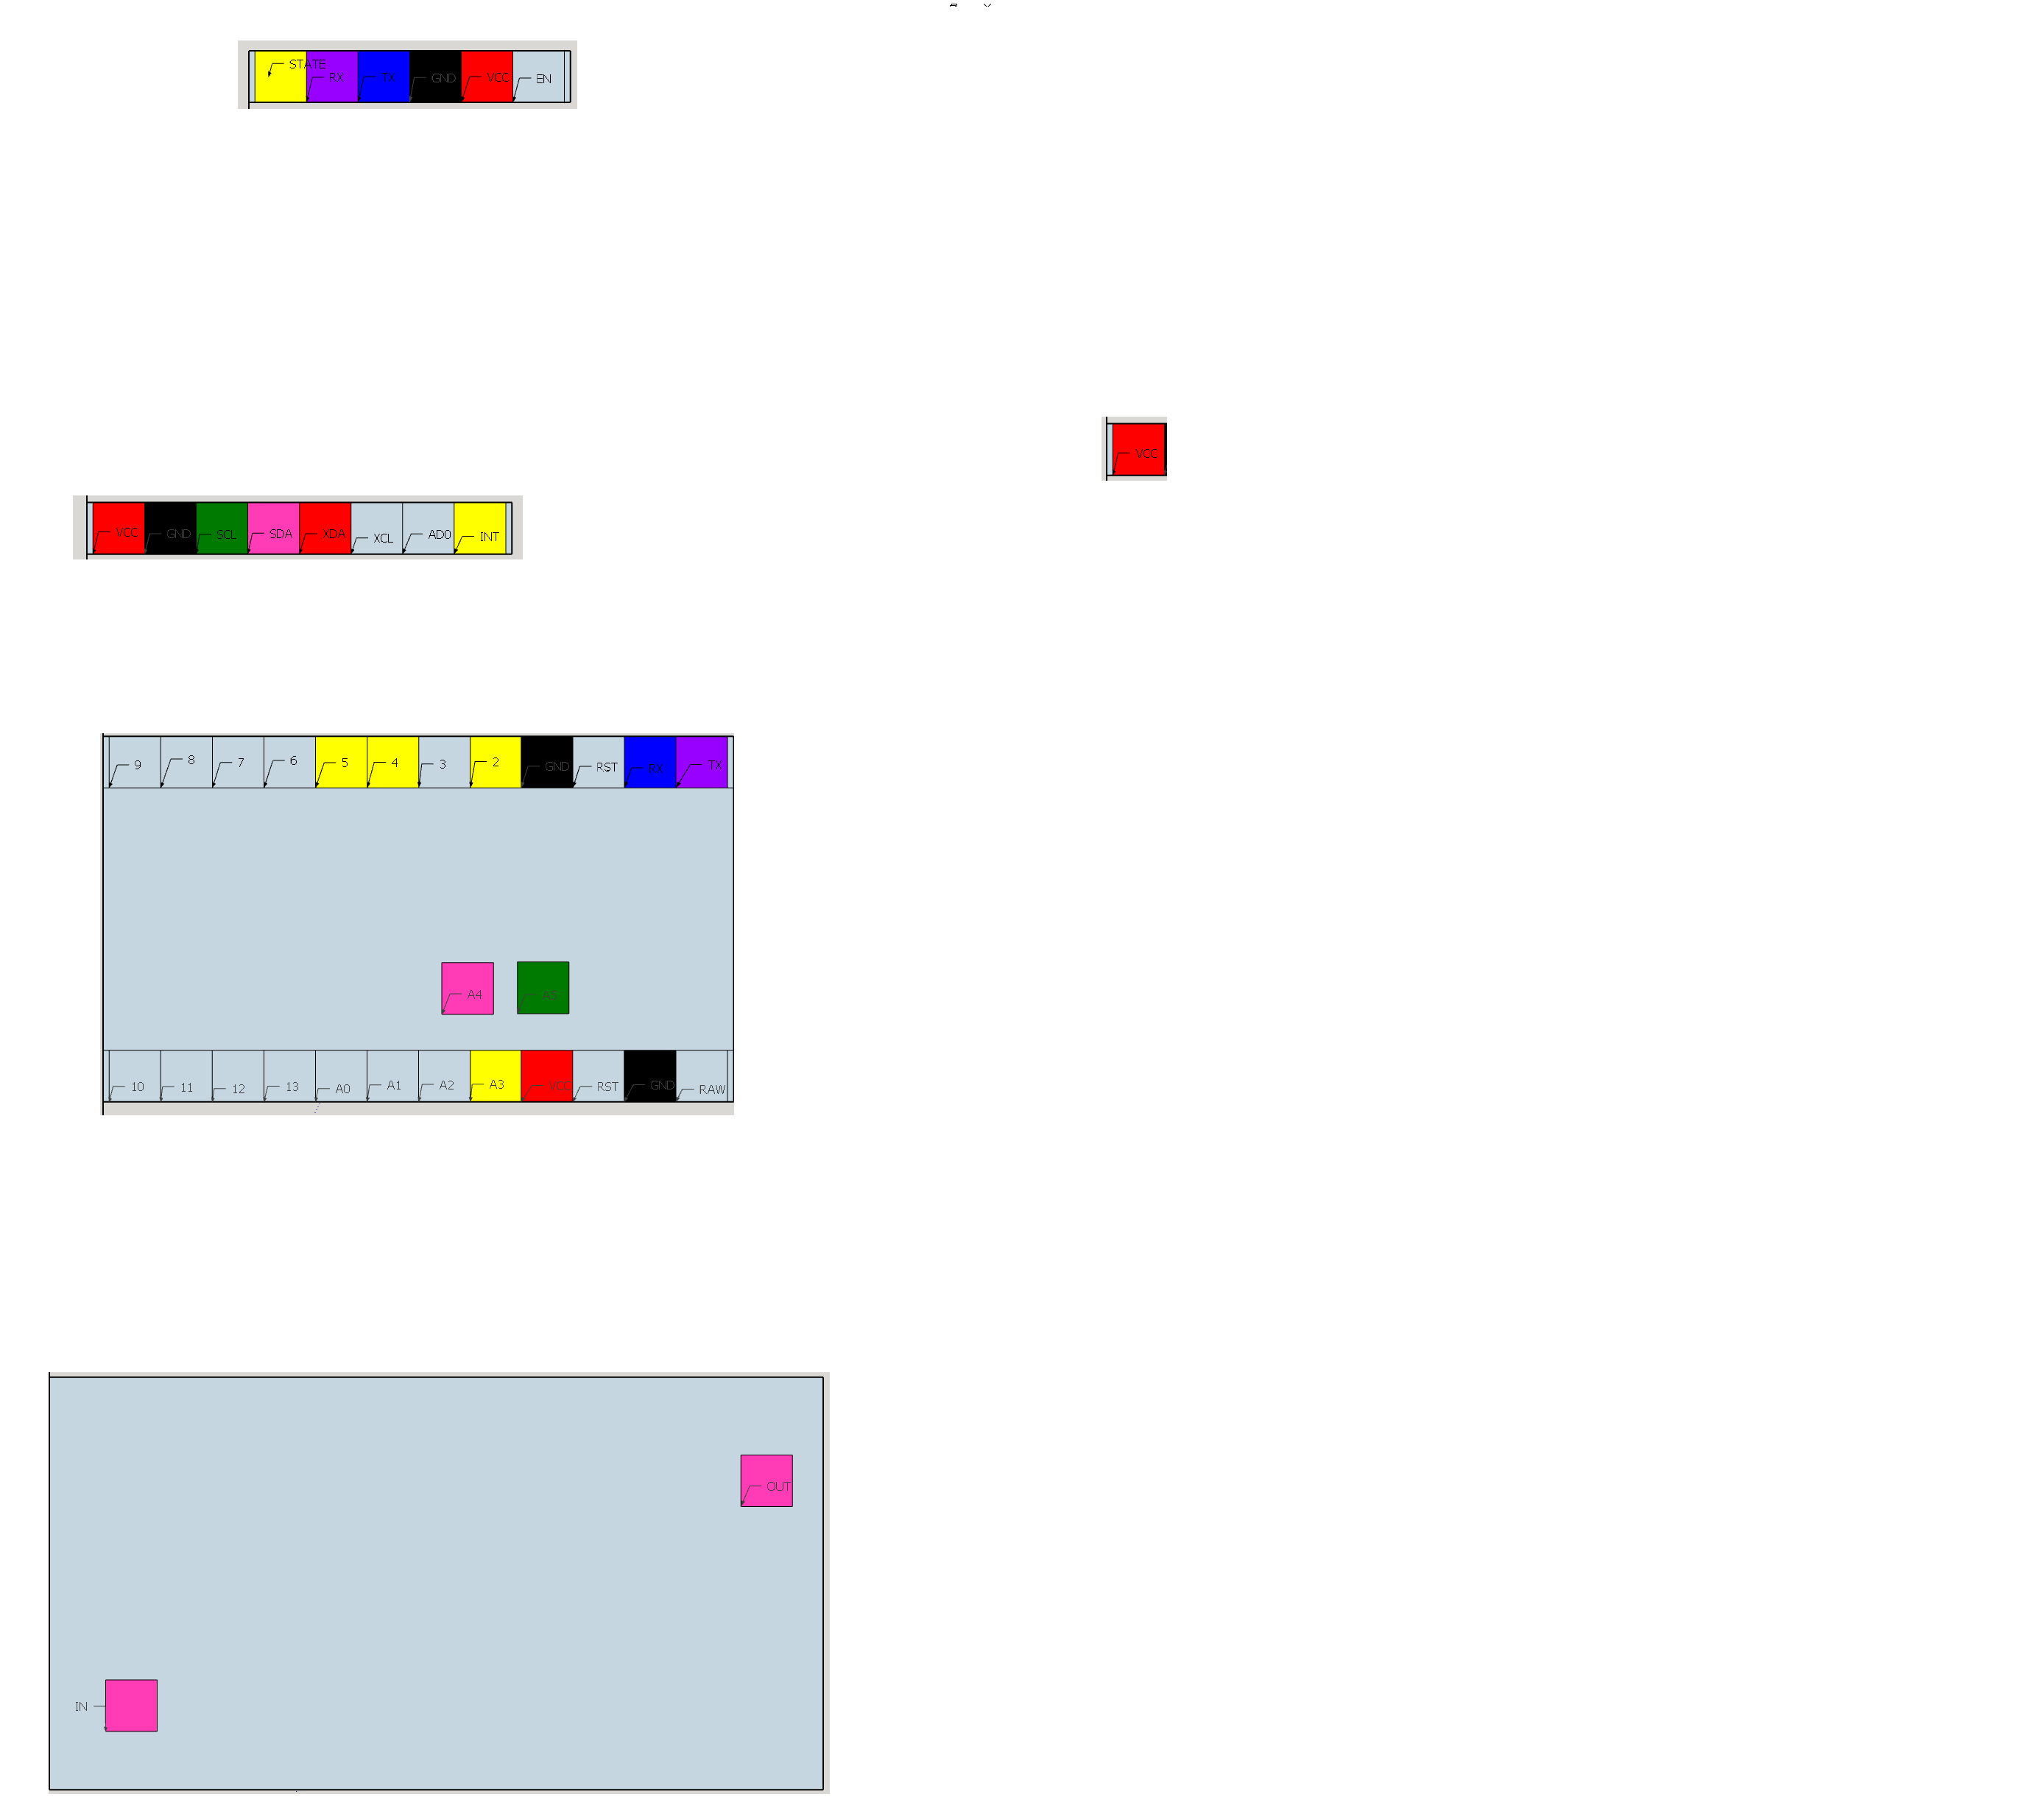 STATE RX TX GND VCC EN
VCC
VCC GND SCL SDA XDA XCL AD0 INT
9 8 7 6 5 4 3 2 GND RST RX TX
A4 A5
10 11 12 13 A0 A1 A2 A3 VCC RST GND RAW
OUT
IN